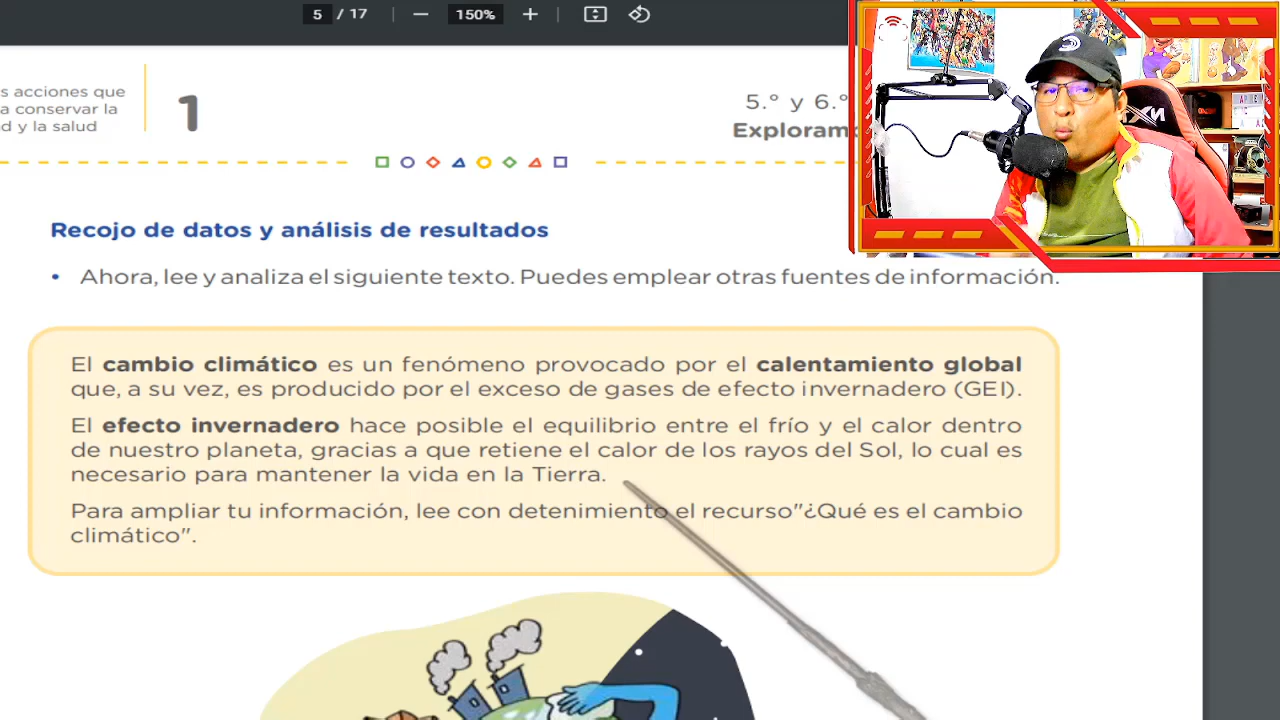 5 / 17
150%
s acciones que
a conservar la
d y la salud
1
5.º y 6.º
Exploram
Recojo de datos y análisis de resultados
• Ahora, lee y analiza el siguiente texto. Puedes emplear otras fuentes de información.
El cambio climático es un fenómeno provocado por el calentamiento global
que, a su vez, es producido por el exceso de gases de efecto invernadero (GEI).
El efecto invernadero hace posible el equilibrio entre el frío y el calor dentro
de nuestro planeta, gracias a que retiene el calor de los rayos del Sol, lo cual es
necesario para mantener la vida en la Tierra.
Para ampliar tu información, lee con detenimiento el recurso"¿Qué es el cambio
climático".